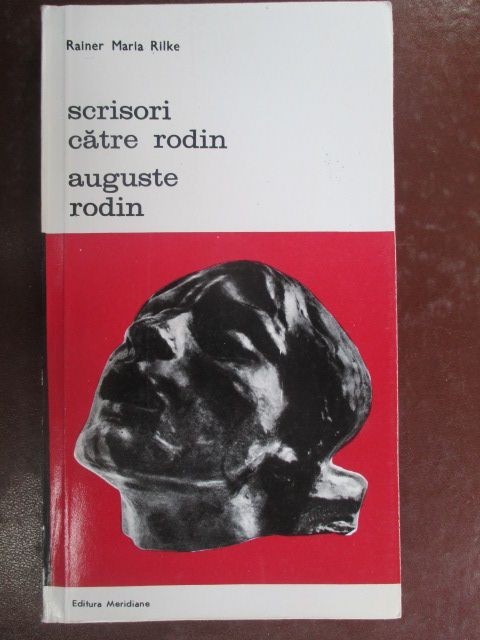 Rainer Maria Rilke
scrisori
către rodin
auguste
rodin
Editura Meridiane